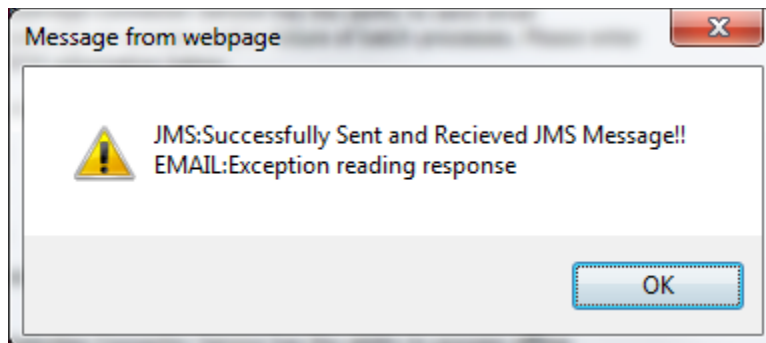 Message from webpage
JMS:Successfully Sent and Recieved JMS Message!!
EMAIL:Exception reading response
OK